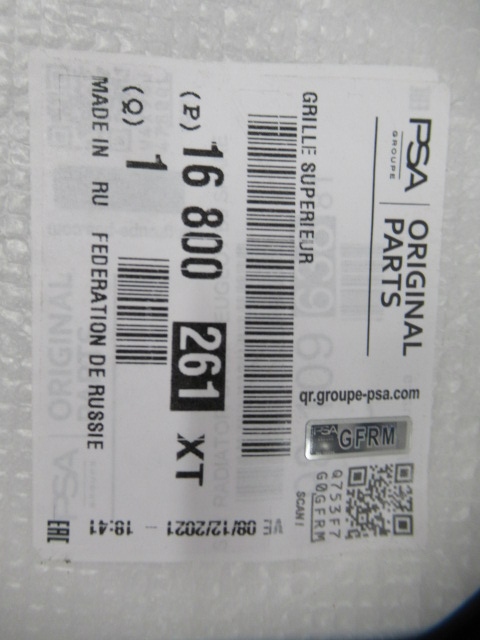 PSA
GROUPE
ORIGINAL
PARTS
qr.groupe-psa.com
PSA GFRM
GRILLE SUPERIEUR
SCAN !
Q753F7
G0GFRM
(P) 16 800 261 XT
(Q) 1
MADE IN RU FEDERATION DE RUSSIE
VE 09/12/2021 - 19:41
EAC